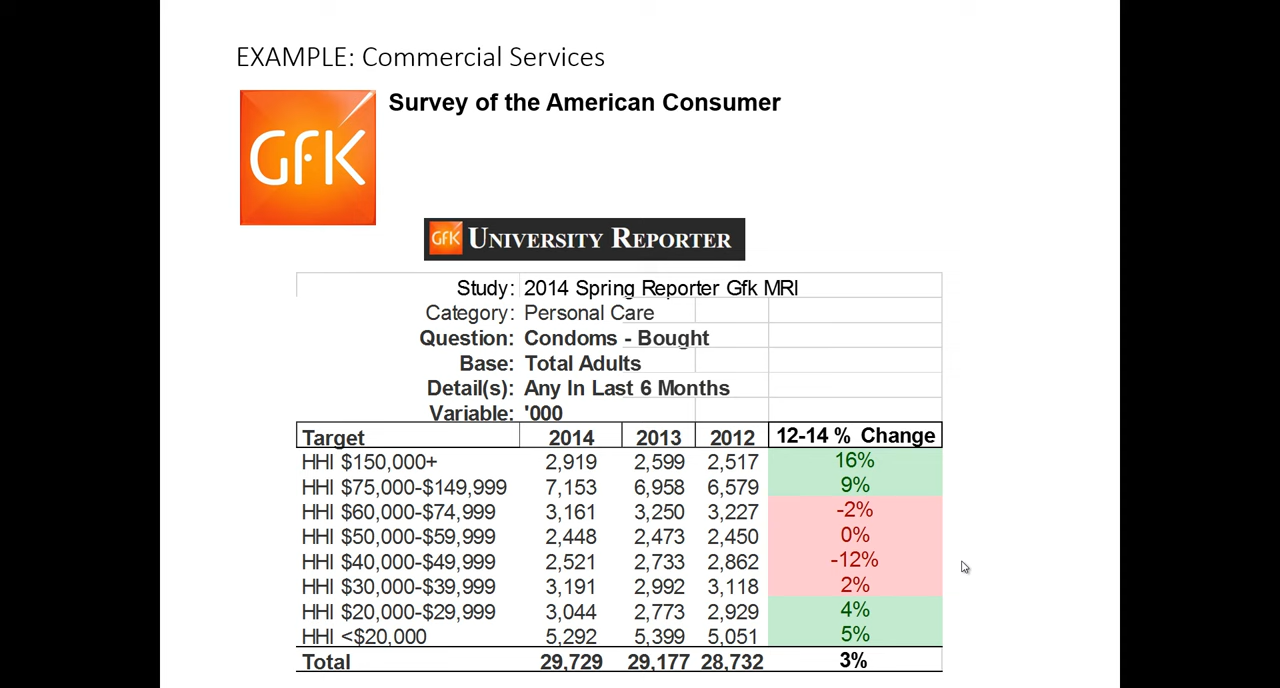 EXAMPLE: Commercial Services
GfK
Survey of the American Consumer
GfK UNIVERSITY REPORTER
Study: 2014 Spring Reporter Gfk MRI
Category: Personal Care
Question: Condoms - Bought
Base: Total Adults
Detail(s): Any In Last 6 Months
Variable: '000
Target 2014 2013 2012 12-14 % Change
HHI $150,000+ 2,919 2,599 2,517 16%
HHI $75,000-$149,999 7,153 6,958 6,579 9%
HHI $60,000-$74,999 3,161 3,250 3,227 -2%
HHI $50,000-$59,999 2,448 2,473 2,450 0%
HHI $40,000-$49,999 2,521 2,733 2,862 -12%
HHI $30,000-$39,999 3,191 2,992 3,118 2%
HHI $20,000-$29,999 3,044 2,773 2,929 4%
HHI <$20,000 5,292 5,399 5,051 5%
Total 29,729 29,177 28,732 3%